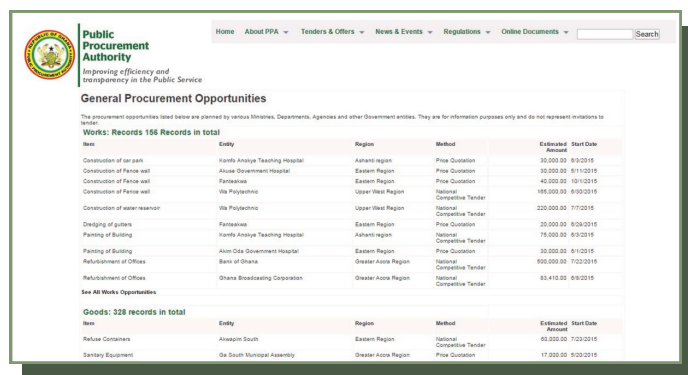 REPUBLIC OF GHANA
Public
Procurement
Authority
Improving efficiency and
transparency in the Public Service
Home About PPA Tenders & Offers News & Events Regulations Online Documents Search
General Procurement Opportunities
The procurement opportunities listed below are planned by various Ministries, Departments, Agencies and other Government entities. They are for information purposes only and do not represent invitations to
tender.
Works: Records 156 Records in total
Item Entity Region Method Estimated Start Date
Amount
Construction of car park Komfo Anokye Teaching Hospital Ashanti region Price Quotation 30,000.00 6/3/2015
Construction of Fence wall Akuse Government Hospital Eastern Region Price Quotation 30,000.00 5/11/2015
Construction of Fence wall Fanteakwa Eastern Region Price Quotation 40,000.00 10/1/2015
Construction of Fence wall Wa Polytechnic Upper West Region National 165,000.00 6/30/2015
Competitive Tender
Construction of water reservoir Wa Polytechnic Upper West Region National 220,000.00 7/7/2015
Competitive Tender
Dredging of gutters Fanteakwa Eastern Region Price Quotation 20,000.00 8/29/2015
Painting of Building Komfo Anokye Teaching Hospital Ashanti region National 75,000.00 6/3/2015
Competitive Tender
Painting of Building Akim Oda Government Hospital Eastern Region Price Quotation 30,000.00 6/1/2015
Refurbishment of Offices Bank of Ghana Greater Accra Region National 500,000.00 7/22/2015
Competitive Tender
Refurbishment of Offices Ghana Broadcasting Corporation Greater Accra Region National 93,410.00 6/8/2015
Competitive Tender
See All Works Opportunities
Goods: 328 records in total
Item Entity Region Method Estimated Start Date
Amount
Refuse Containers Akwapim South Eastern Region National 60,000.00 7/23/2015
Competitive Tender
Sanitary Equipment Ga South Municipal Assembly Greater Accra Region Price Quotation 17,000.00 5/20/2015